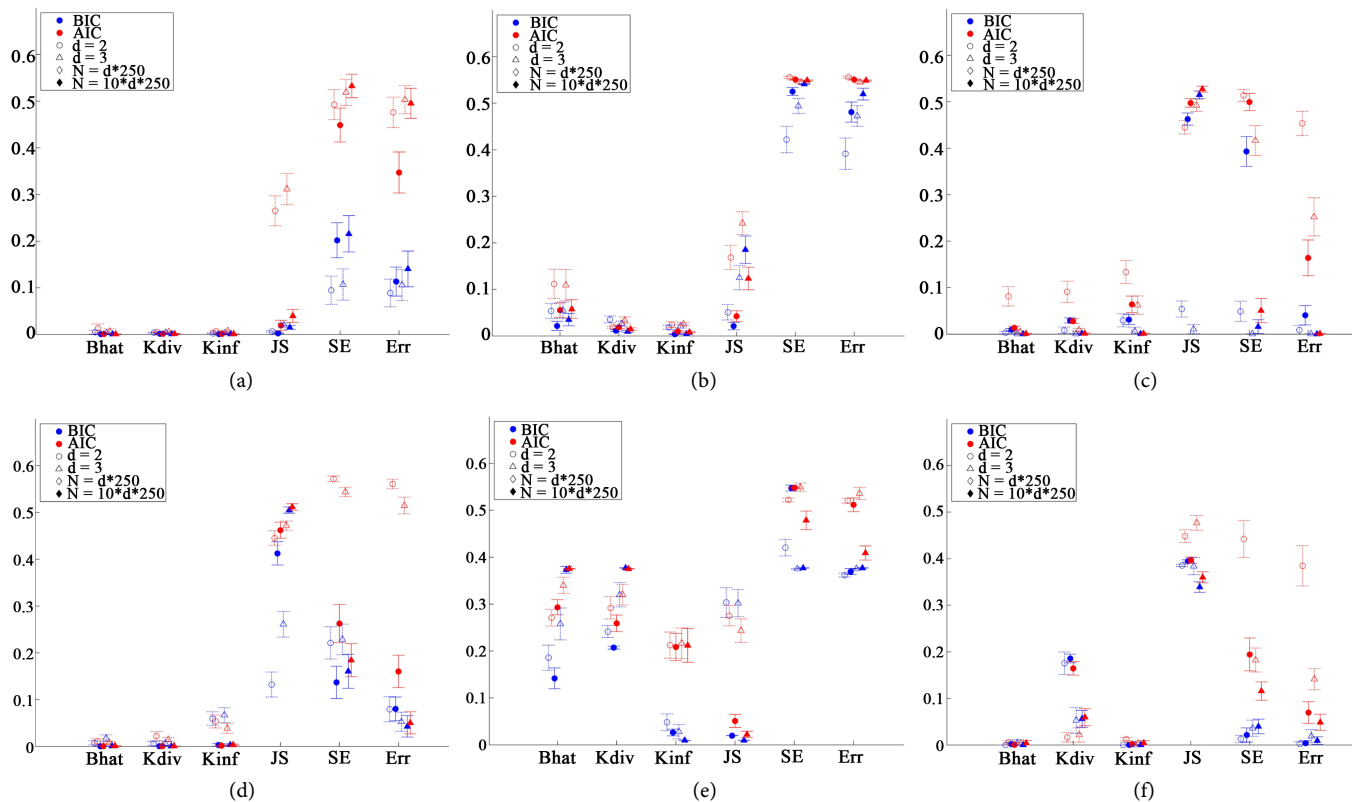 BIC
AIC
d = 2
d = 3
N = d*250
N = 10*d*250
0.6
0.5
0.4
0.3
0.2
0.1
0
Bhat Kdiv Kinf JS SE Err
(a)
BIC
AIC
d = 2
d = 3
N = d*250
N = 10*d*250
0.6
0.5
0.4
0.3
0.2
0.1
0
Bhat Kdiv Kinf JS SE Err
(b)
BIC
AIC
d = 2
d = 3
N = d*250
N = 10*d*250
0.6
0.5
0.4
0.3
0.2
0.1
0
Bhat Kdiv Kinf JS SE Err
(c)
BIC
AIC
d = 2
d = 3
N = d*250
N = 10*d*250
0.6
0.5
0.4
0.3
0.2
0.1
0
Bhat Kdiv Kinf JS SE Err
(d)
BIC
AIC
d = 2
d = 3
N = d*250
N = 10*d*250
0.6
0.5
0.4
0.3
0.2
0.1
0
Bhat Kdiv Kinf JS SE Err
(e)
BIC
AIC
d = 2
d = 3
N = d*250
N = 10*d*250
0.6
0.5
0.4
0.3
0.2
0.1
0
Bhat Kdiv Kinf JS SE Err
(f)